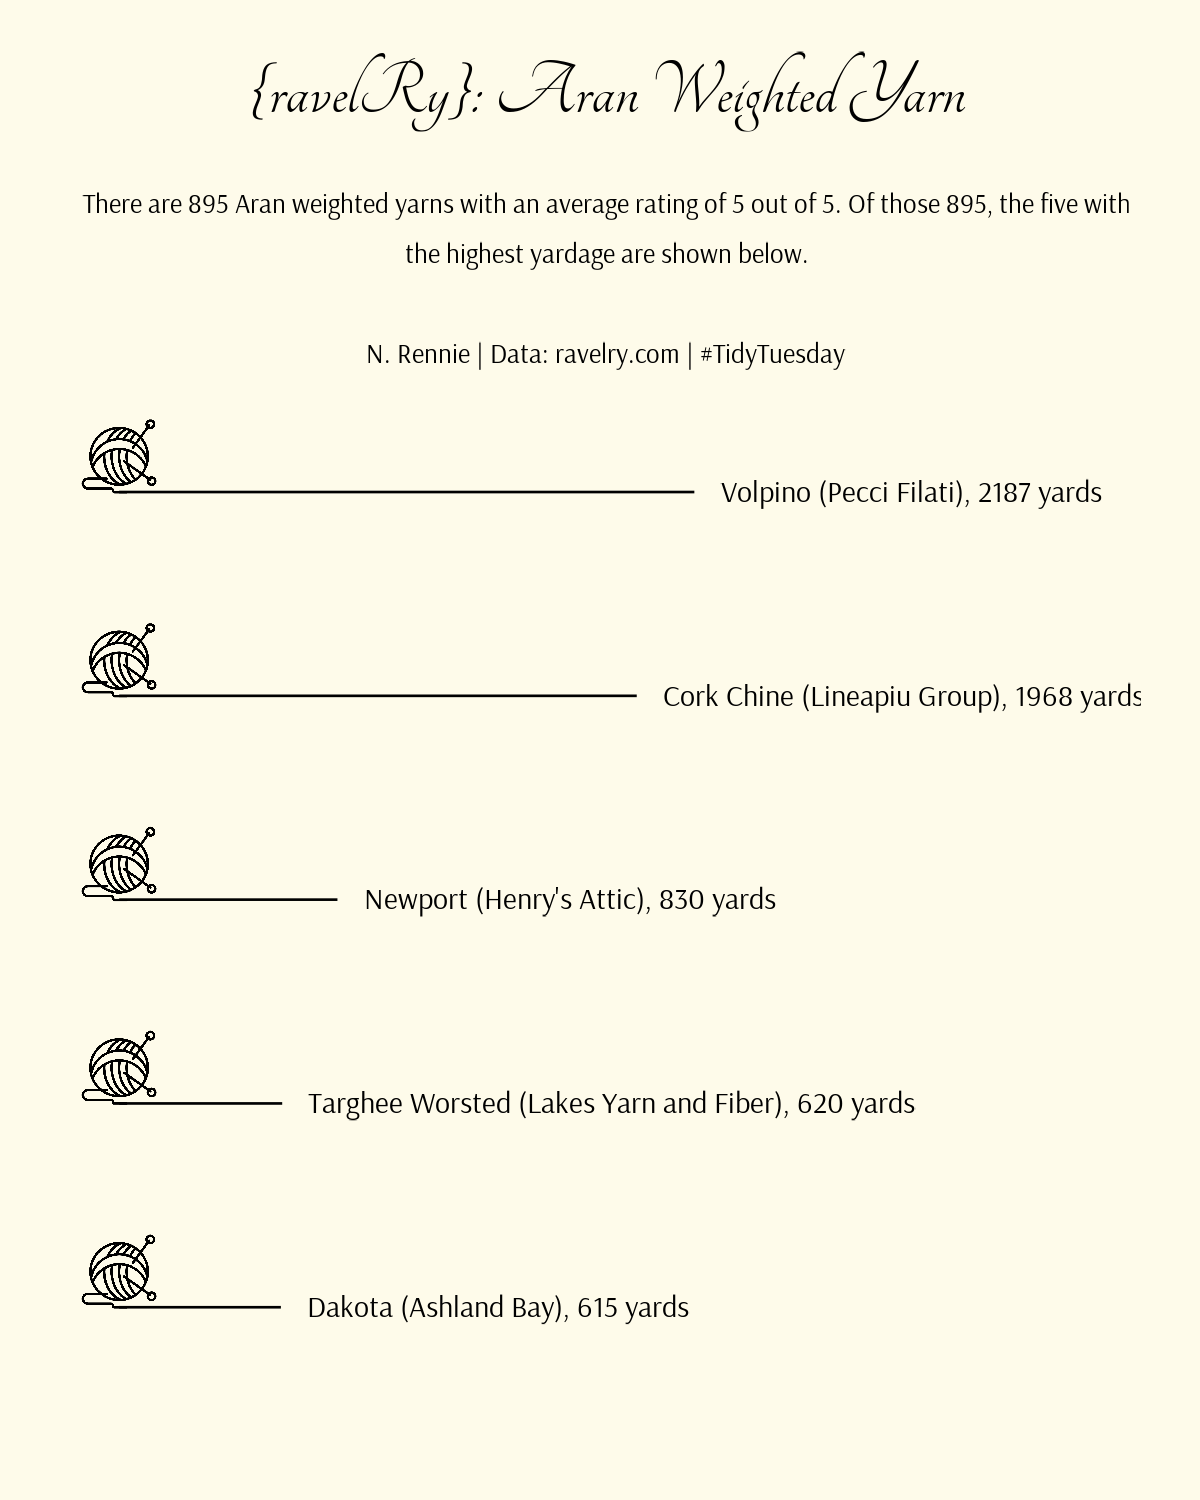 {ravelRy}: Aran Weighted Yarn
There are 895 Aran weighted yarns with an average rating of 5 out of 5. Of those 895, the five with
the highest yardage are shown below.
N. Rennie | Data: ravelry.com | #TidyTuesday
Volpino (Pecci Filati), 2187 yards
Cork Chine (Lineapiu Group), 1968 yards
Newport (Henry's Attic), 830 yards
Targhee Worsted (Lakes Yarn and Fiber), 620 yards
Dakota (Ashland Bay), 615 yards